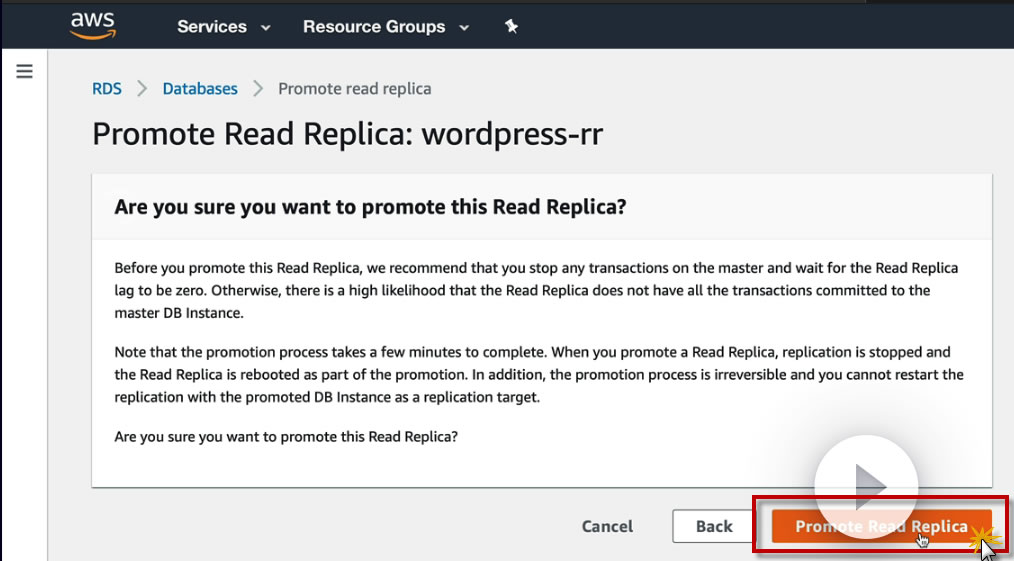 aws
Services
Resource Groups
RDS > Databases > Promote read replica
Promote Read Replica: wordpress-rr
Are you sure you want to promote this Read Replica?
Before you promote this Read Replica, we recommend that you stop any transactions on the master and wait for the Read Replica
lag to be zero. Otherwise, there is a high likelihood that the Read Replica does not have all the transactions committed to the
master DB Instance.
Note that the promotion process takes a few minutes to complete. When you promote a Read Replica, replication is stopped and
the Read Replica is rebooted as part of the promotion. In addition, the promotion process is irreversible and you cannot restart the
replication with the promoted DB Instance as a replication target.
Are you sure you want to promote this Read Replica?
Cancel
Back
Promote Read Replica